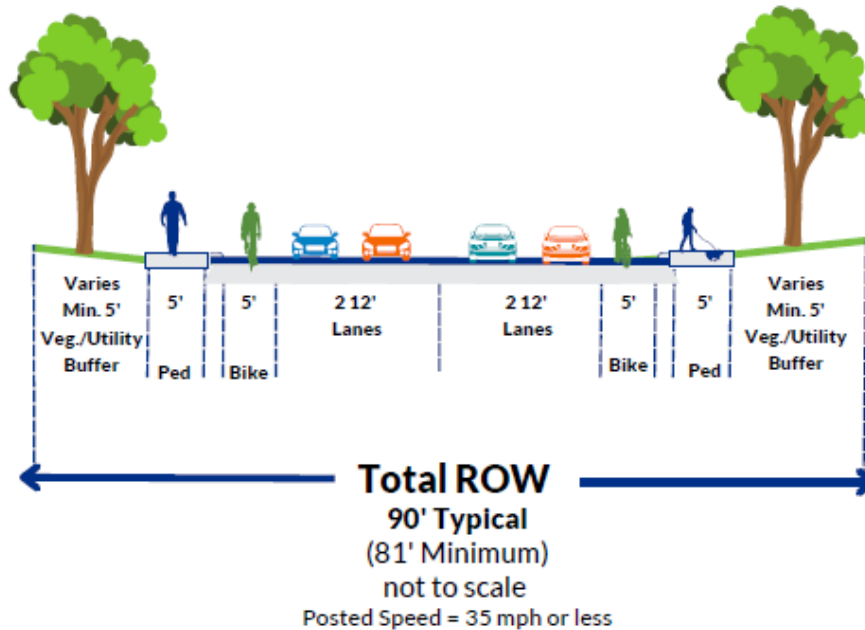 Varies
Min. 5'
Veg./Utility
Buffer
5'
Ped
5'
Bike
2 12'
Lanes
2 12'
Lanes
5'
Bike
5'
Ped
Varies
Min. 5'
Veg./Utility
Buffer
Total ROW
90' Typical
(81' Minimum)
not to scale
Posted Speed = 35 mph or less